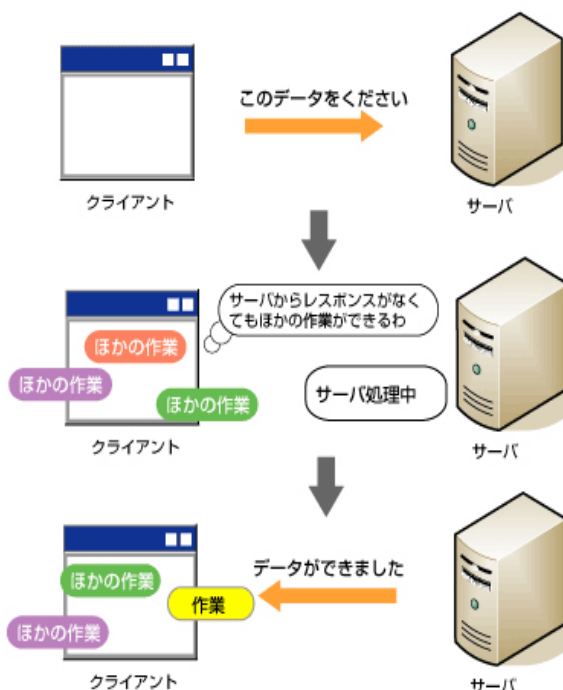 このデータをください
クライアント
サーバ
サーバからレスポンスがなく
てもほかの作業ができるわ
ほかの作業
ほかの作業
ほかの作業
サーバ処理中
クライアント
サーバ
データができました
ほかの作業
作業
ほかの作業
クライアント
サーバ